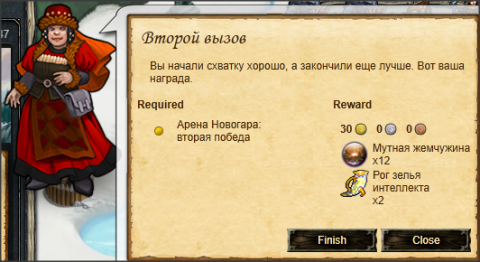 47
Второй вызов
Вы начали схватку хорошо, а закончили еще лучше. Вот ваша
награда.
Required
Арена Новогара:
вторая победа
Reward
30 0 0
Мутная жемчужина
x12
Рог зелья
интеллекта
x2
Finish Close